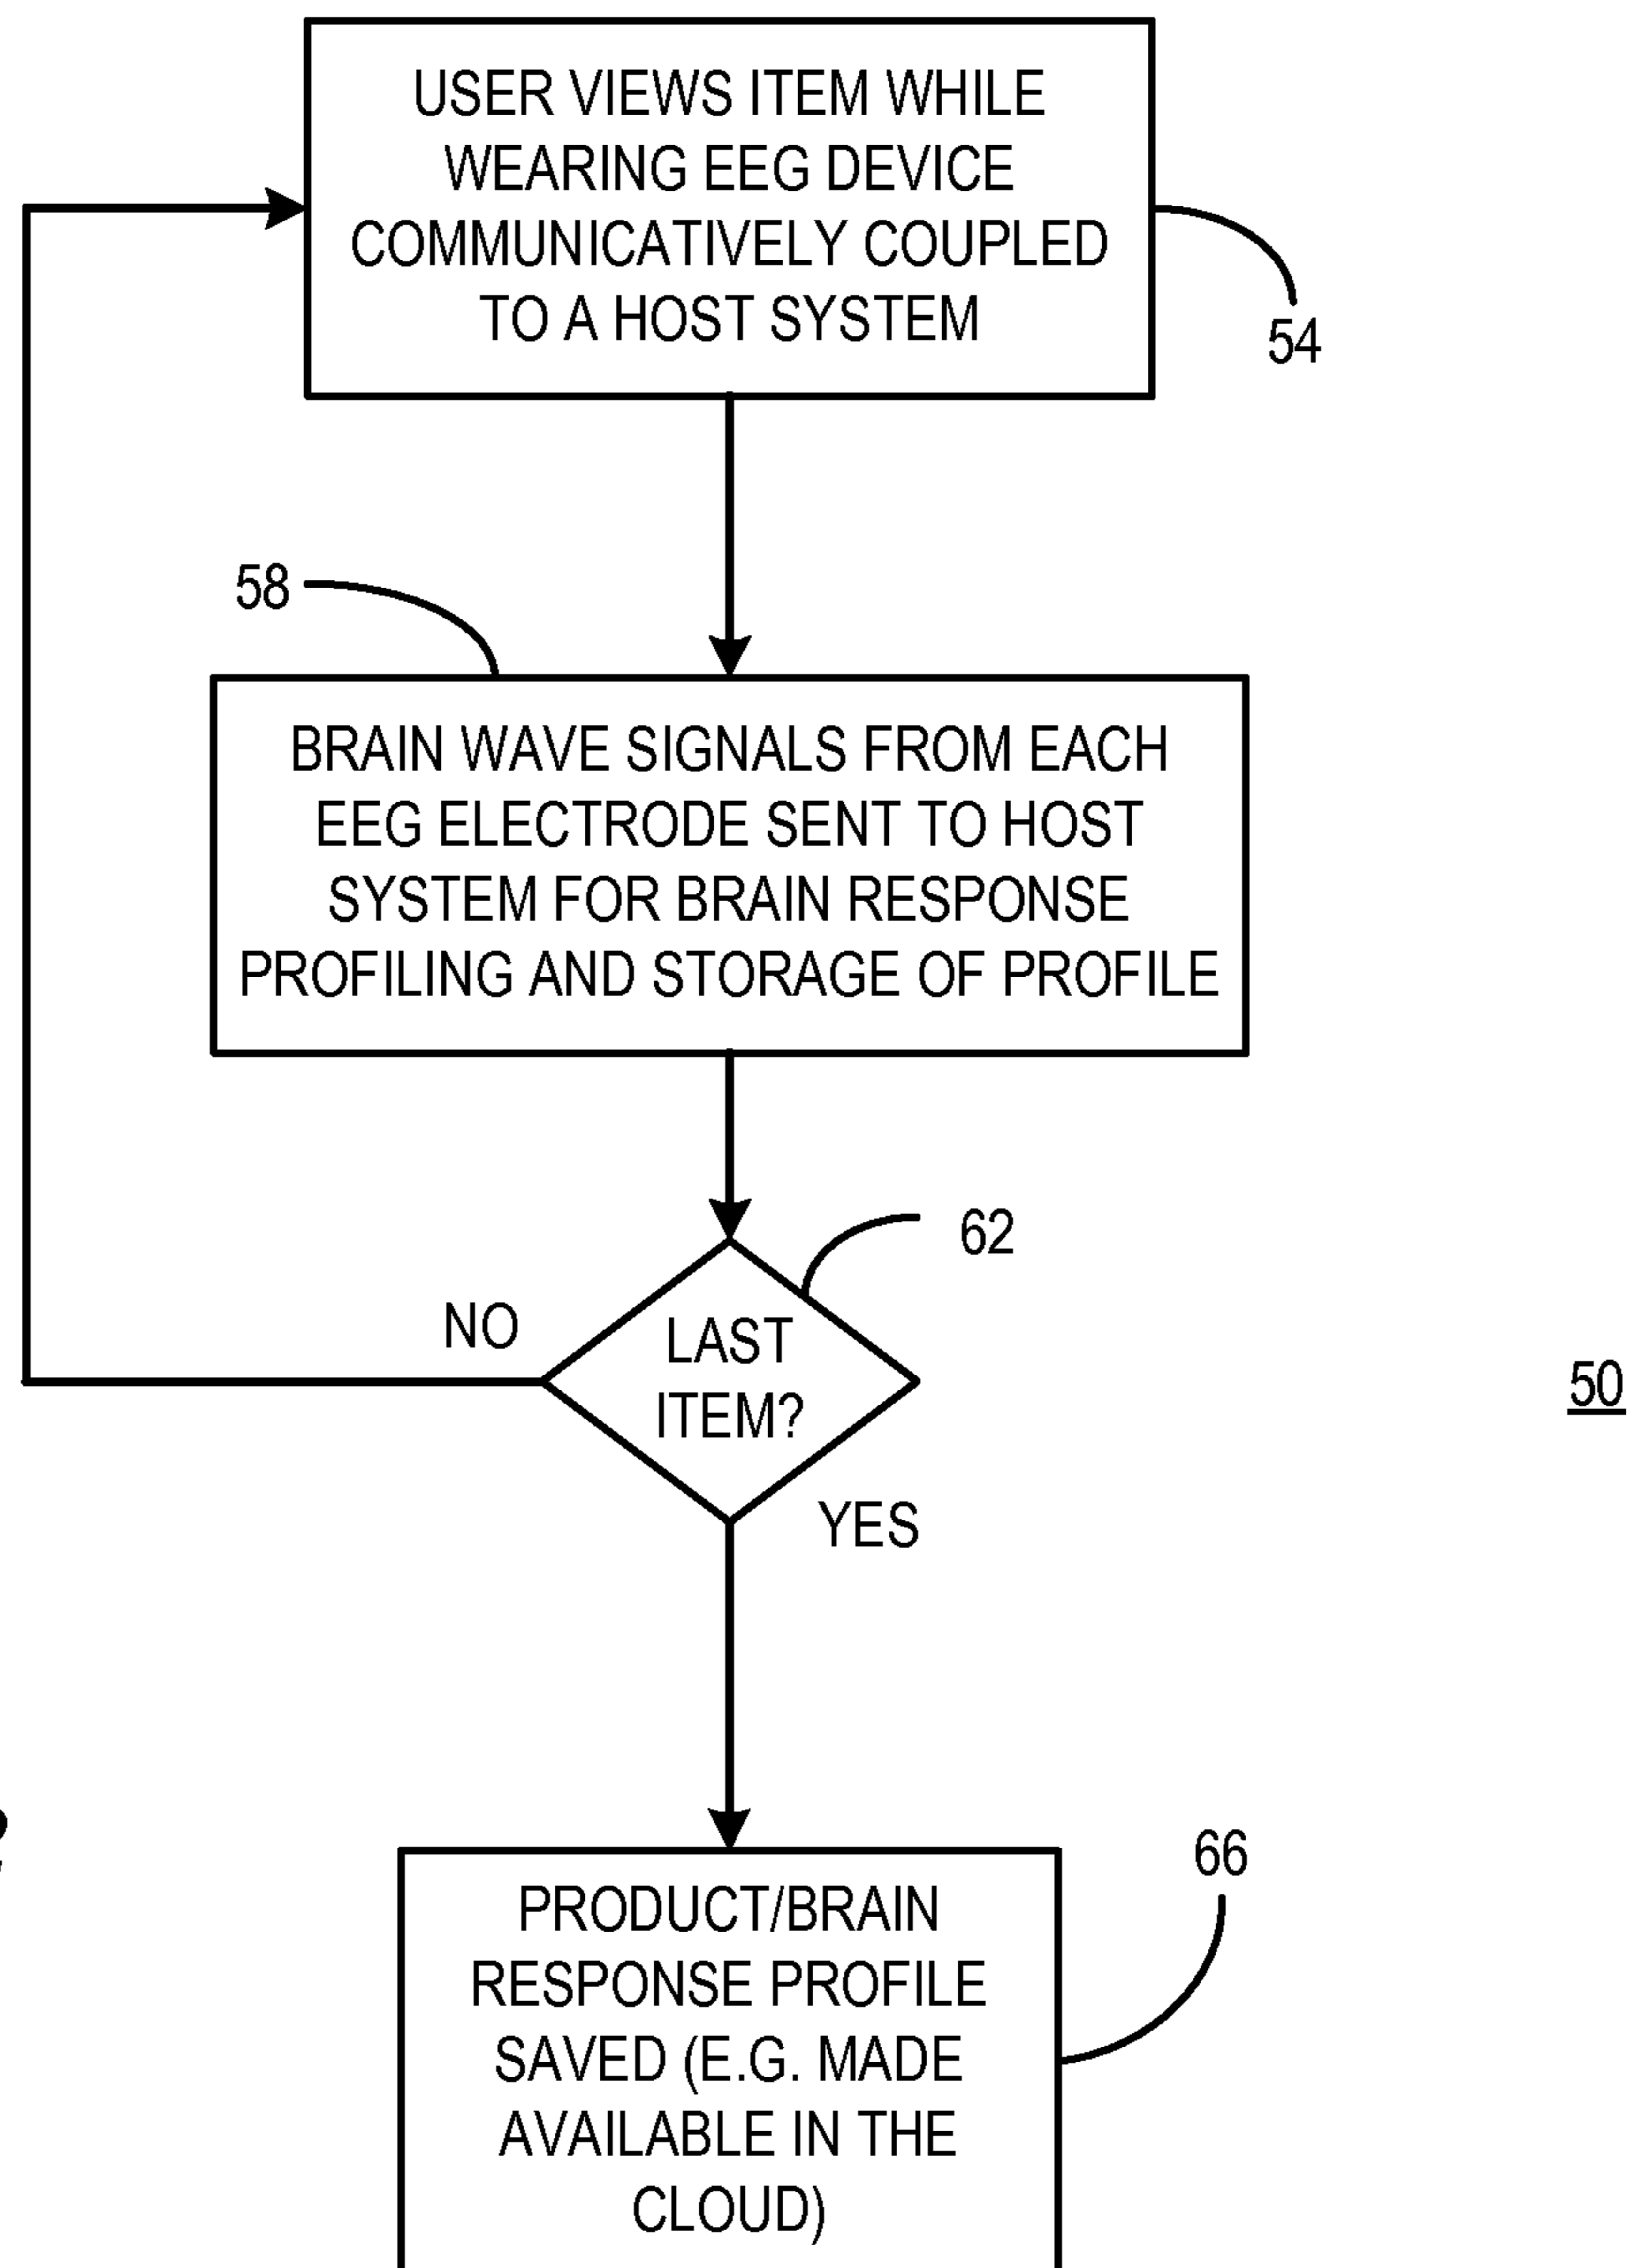 USER VIEWS ITEM WHILE
WEARING EEG DEVICE
COMMUNICATIVELY COUPLED
TO A HOST SYSTEM
54
58
BRAIN WAVE SIGNALS FROM EACH
EEG ELECTRODE SENT TO HOST
SYSTEM FOR BRAIN RESPONSE
PROFILING AND STORAGE OF PROFILE
62
NO
LAST
ITEM?
50
YES
66
PRODUCT/BRAIN
RESPONSE PROFILE
SAVED (E.G. MADE
AVAILABLE IN THE
CLOUD)